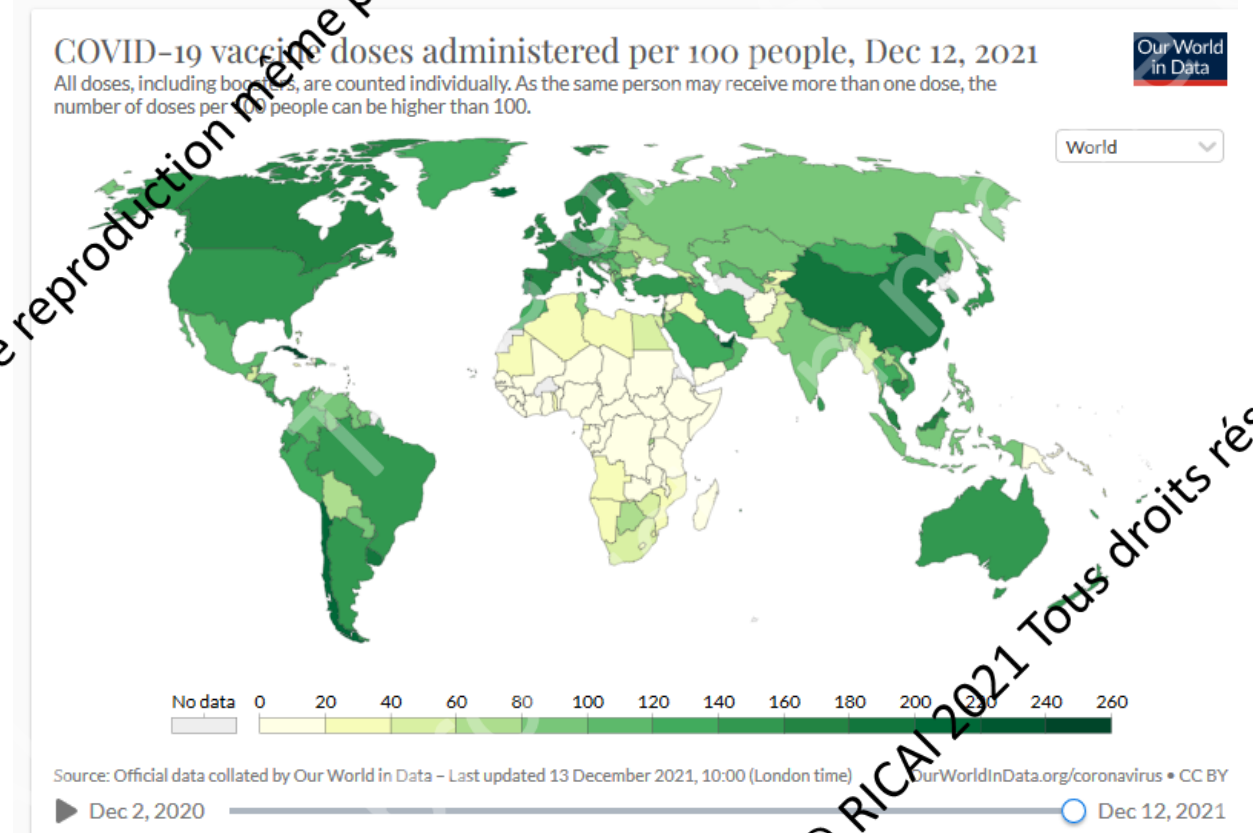 COVID-19 vaccine doses administered per 100 people, Dec 12, 2021
Our World
in Data
All doses, including boosters, are counted individually. As the same person may receive more than one dose, the
number of doses per 100 people can be higher than 100.
World
No data 0 20 40 60 80 100 120 140 160 180 200 220 240 260
Source: Official data collated by Our World in Data – Last updated 13 December 2021, 10:00 (London time)
OurWorldInData.org/coronavirus • CC BY
Dec 2, 2020
Dec 12, 2021
reproduction même
RICAI 2021 Tous droits